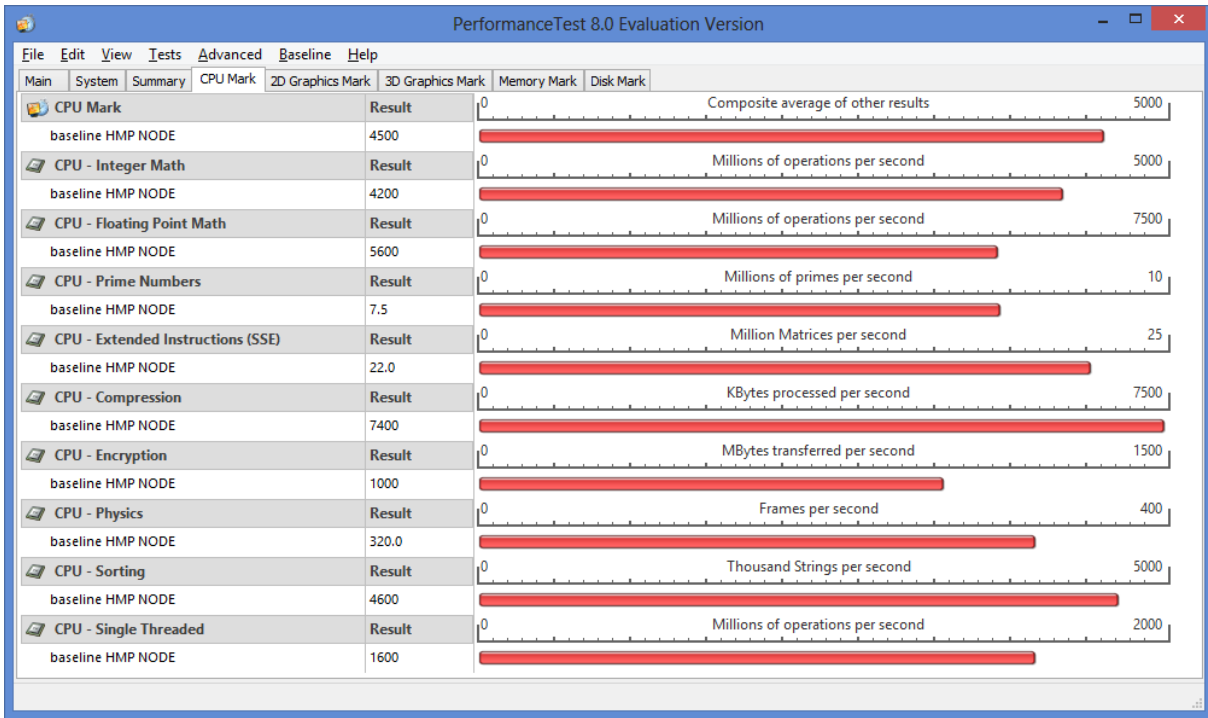 PerformanceTest 8.0 Evaluation Version
File Edit View Tests Advanced Baseline Help
Main System Summary CPU Mark 2D Graphics Mark 3D Graphics Mark Memory Mark Disk Mark
CPU Mark Result 0 Composite average of other results 5000
baseline HMP NODE 4500
CPU - Integer Math Result 0 Millions of operations per second 5000
baseline HMP NODE 4200
CPU - Floating Point Math Result 0 Millions of operations per second 7500
baseline HMP NODE 5600
CPU - Prime Numbers Result 0 Millions of primes per second 10
baseline HMP NODE 7.5
CPU - Extended Instructions (SSE) Result 0 Million Matrices per second 25
baseline HMP NODE 22.0
CPU - Compression Result 0 KBytes processed per second 7500
baseline HMP NODE 7400
CPU - Encryption Result 0 MBytes transferred per second 1500
baseline HMP NODE 1000
CPU - Physics Result 0 Frames per second 400
baseline HMP NODE 320.0
CPU - Sorting Result 0 Thousand Strings per second 5000
baseline HMP NODE 4600
CPU - Single Threaded Result 0 Millions of operations per second 2000
baseline HMP NODE 1600